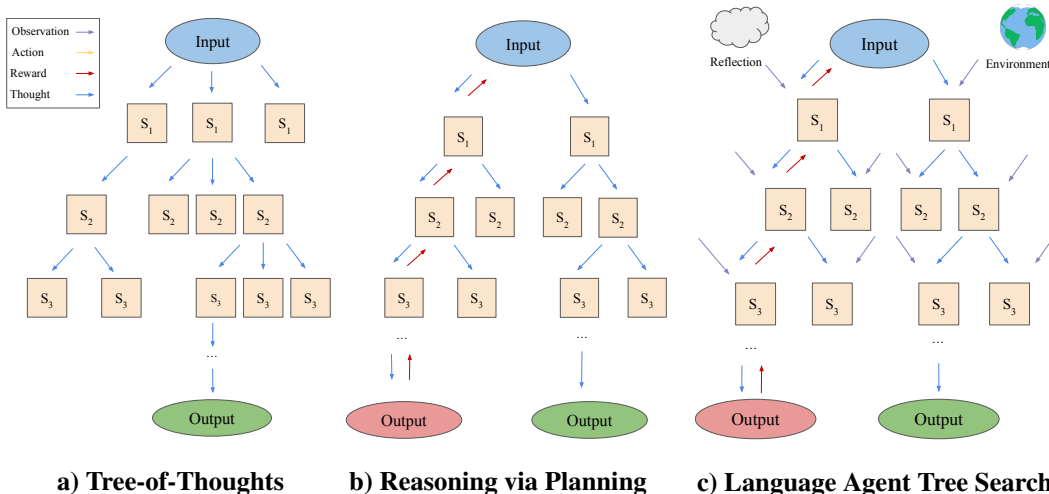 Observation
Action
Reward
Thought
Input
S1
S1
S1
S2
S2
S2
S2
S3
S3
S3
S3
S3
...
Output
a) Tree-of-Thoughts
Input
S1
S1
S2
S2
S2
S2
S3
S3
S3
S3
...
...
Output
Output
b) Reasoning via Planning
Reflection
Input
Environment
S1
S1
S2
S2
S2
S2
S3
S3
S3
S3
...
...
Output
Output
c) Language Agent Tree Search